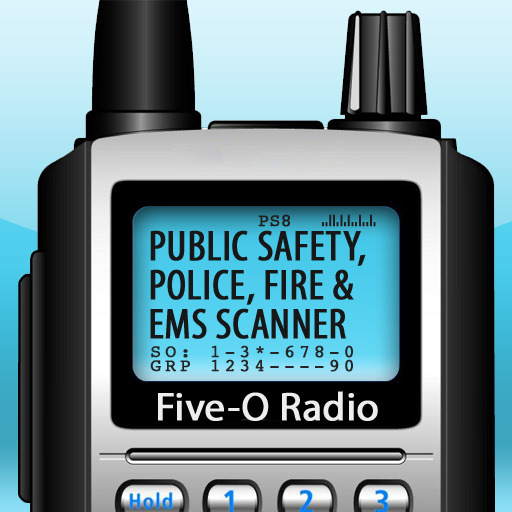 PS8
PUBLIC SAFETY,
POLICE, FIRE &
EMS SCANNER
SO: 1-3*-678-0
GRP 1234----90
Five-O Radio
Hold 1 2 3